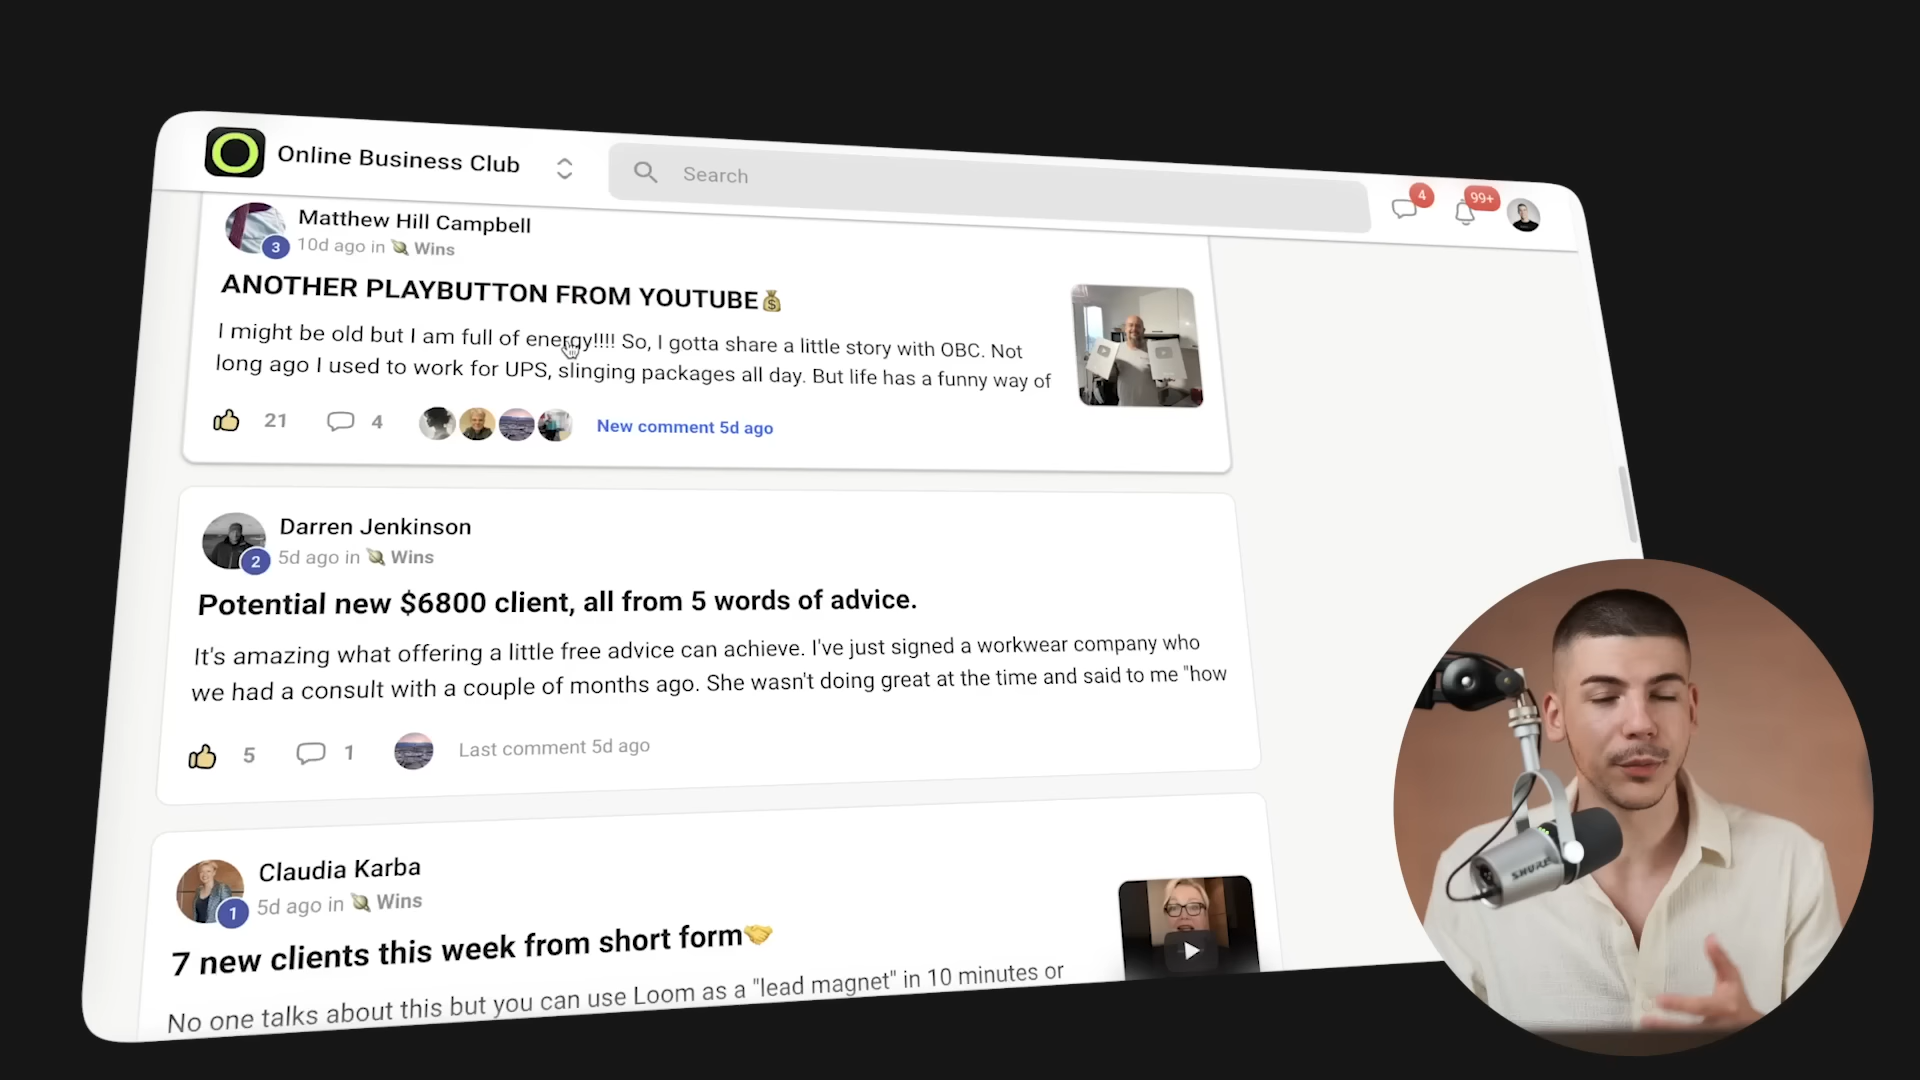 Online Business Club
Search
4
99+
Matthew Hill Campbell
3
10d ago in Wins
ANOTHER PLAYBUTTON FROM YOUTUBE💰
I might be old but I am full of energy!!!! So, I gotta share a little story with OBC. Not
long ago I used to work for UPS, slinging packages all day. But life has a funny way of
21
4
New comment 5d ago
Darren Jenkinson
2
5d ago in Wins
Potential new $6800 client, all from 5 words of advice.
It's amazing what offering a little free advice can achieve. I've just signed a workwear company who
we had a consult with a couple of months ago. She wasn't doing great at the time and said to me "how
5
1
Last comment 5d ago
Claudia Karba
1
5d ago in Wins
7 new clients this week from short form🤝
No one talks about this but you can use Loom as a "lead magnet" in 10 minutes or
SHURE